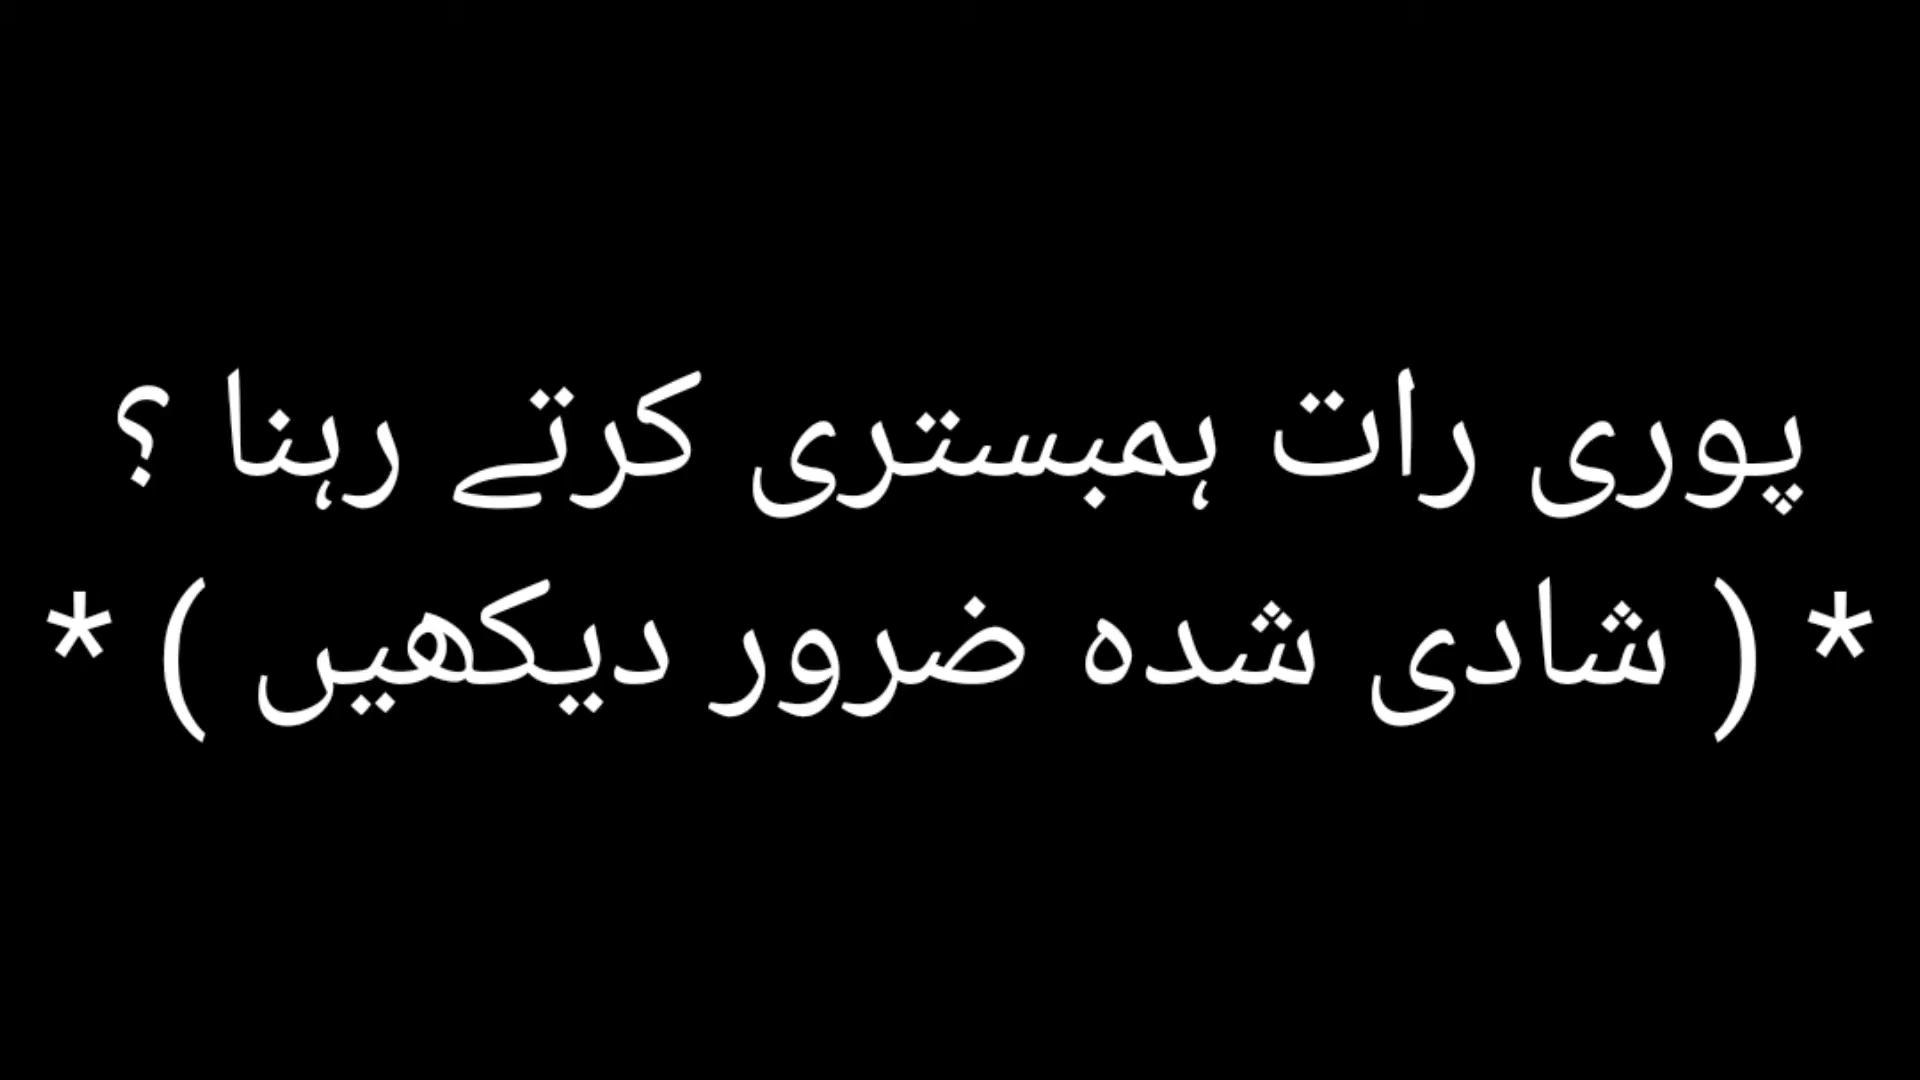 پوری رات ہمبستری کرتے رہنا ؟
* ( شادی شدہ ضرور دیکھیں ) *